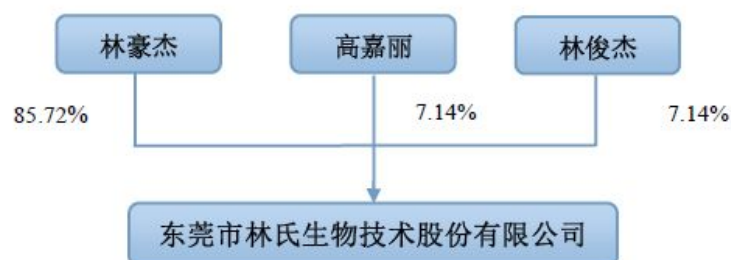 林豪杰
高嘉丽
林俊杰
85.72%
7.14%
7.14%
东莞市林氏生物技术股份有限公司